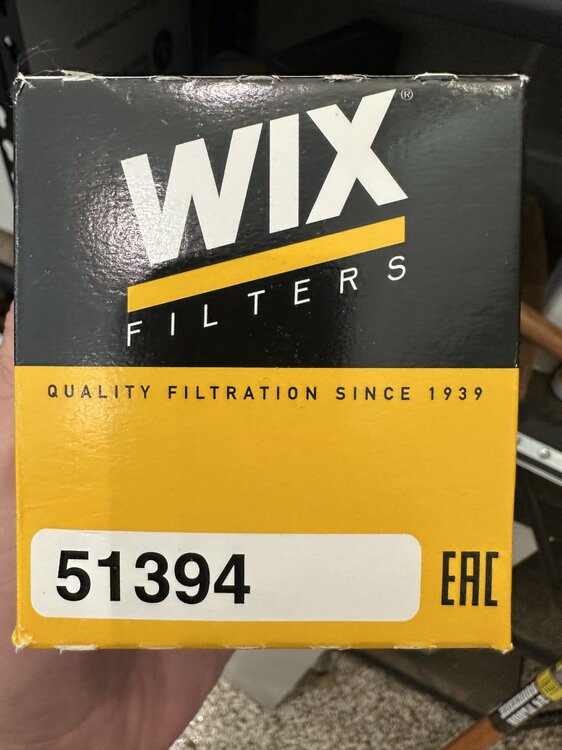 WIX®
FILTERS
QUALITY FILTRATION SINCE 1939
51394
EAC